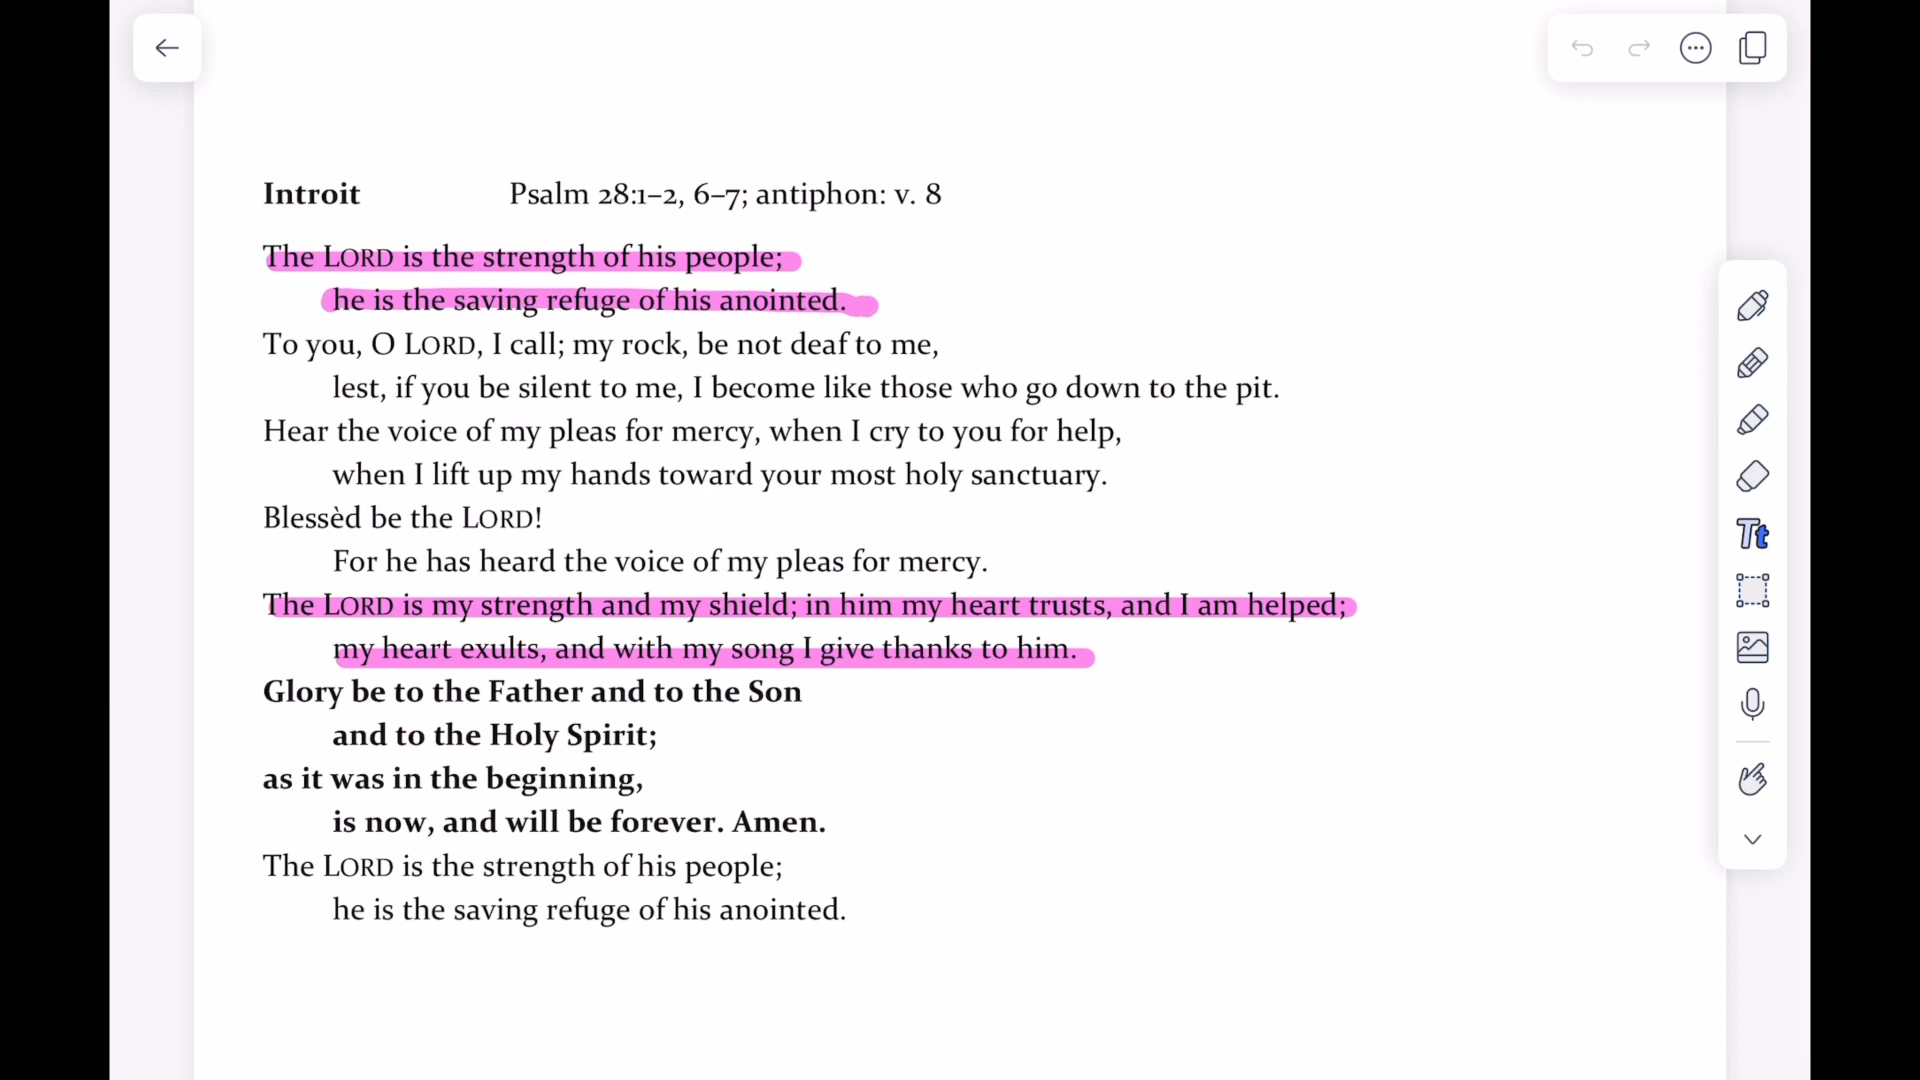 Introit Psalm 28:1–2, 6–7; antiphon: v. 8
The LORD is the strength of his people;
he is the saving refuge of his anointed.
To you, O LORD, I call; my rock, be not deaf to me,
lest, if you be silent to me, I become like those who go down to the pit.
Hear the voice of my pleas for mercy, when I cry to you for help,
when I lift up my hands toward your most holy sanctuary.
Blessèd be the LORD!
For he has heard the voice of my pleas for mercy.
The LORD is my strength and my shield; in him my heart trusts, and I am helped;
my heart exults, and with my song I give thanks to him.
Glory be to the Father and to the Son
and to the Holy Spirit;
as it was in the beginning,
is now, and will be forever. Amen.
The LORD is the strength of his people;
he is the saving refuge of his anointed.
Tt